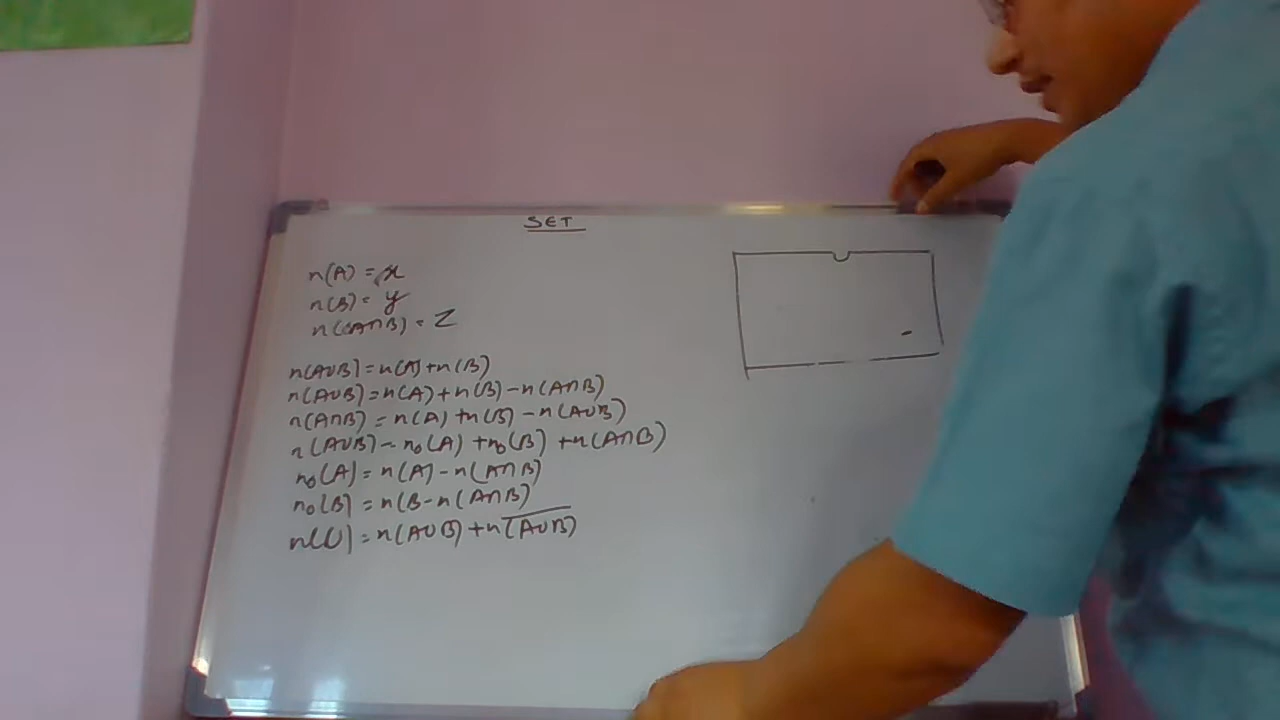 SET
n(A) = x
n(B) = y
n(A∩B) = Z
n(A∪B) = n(A) + n(B)
n(A∪B) = n(A) + n(B) - n(A∩B)
n(A∩B) = n(A) + n(B) - n(A∪B)
n(A∪B) - n₀(A) + n₀(B) + n(A∩B)
n₀(A) = n(A) - n(A∩B)
n₀(B) = n(B - n(A∩B)
n(U) = n(A∪B) + n(A∪B)̅